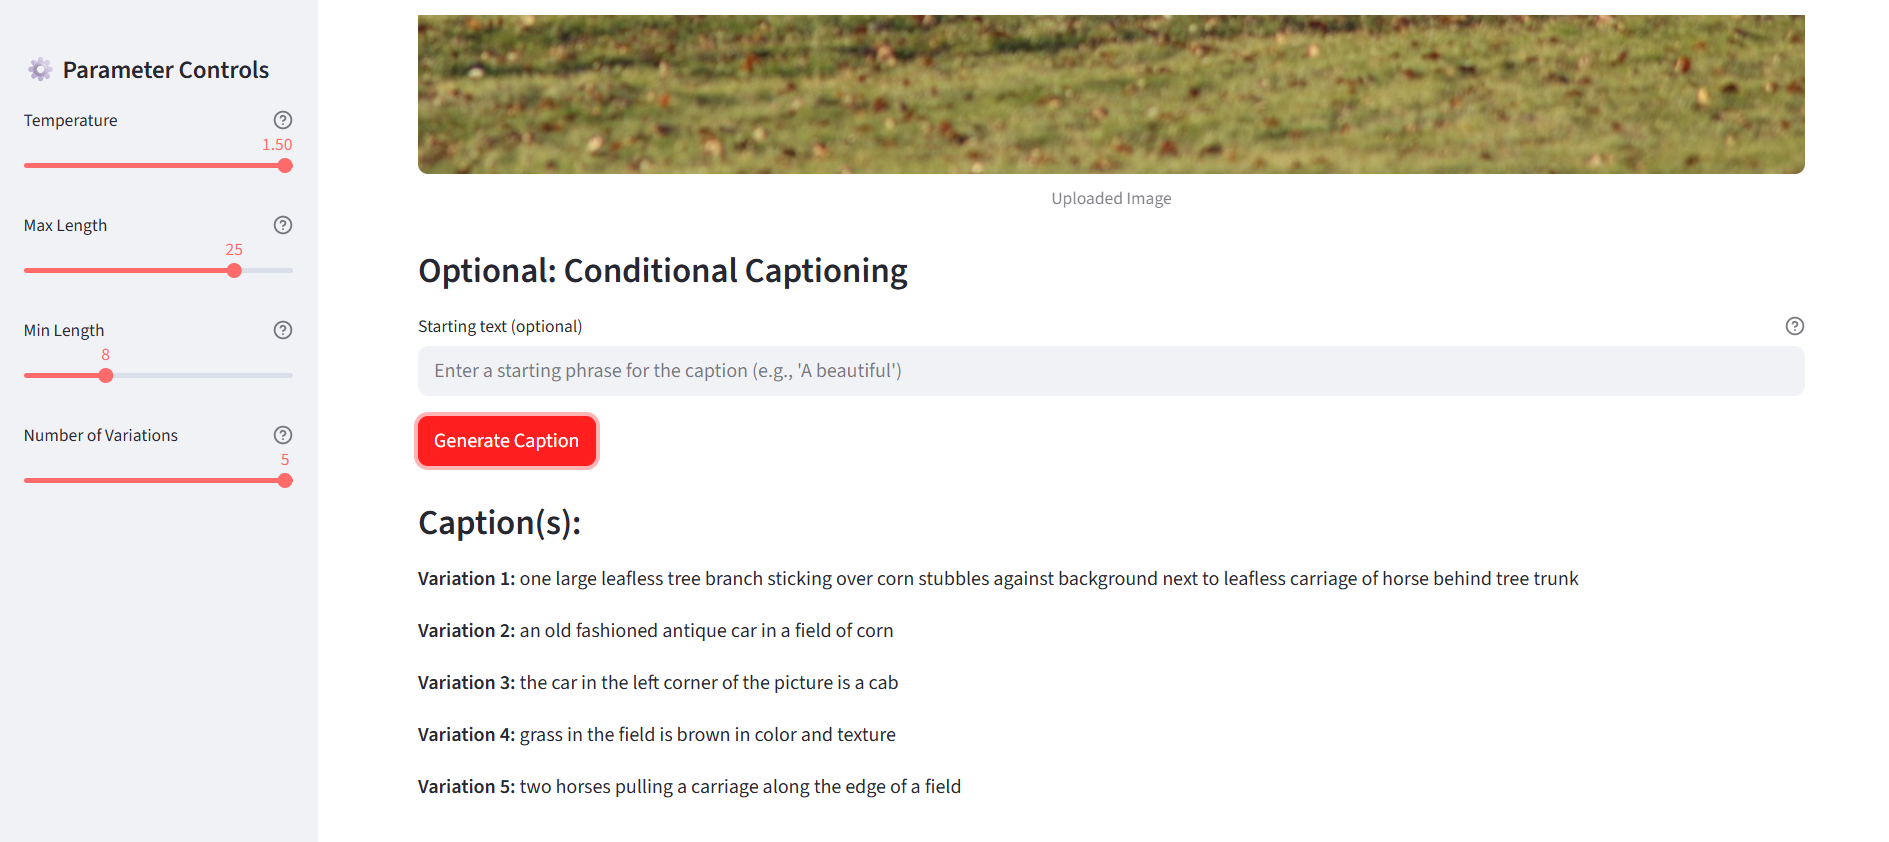 Parameter Controls
Temperature
1.50
Max Length
25
Min Length
8
Number of Variations
5
Uploaded Image
Optional: Conditional Captioning
Starting text (optional)
Enter a starting phrase for the caption (e.g., 'A beautiful')
Generate Caption
Caption(s):
Variation 1: one large leafless tree branch sticking over corn stubbles against background next to leafless carriage of horse behind tree trunk
Variation 2: an old fashioned antique car in a field of corn
Variation 3: the car in the left corner of the picture is a cab
Variation 4: grass in the field is brown in color and texture
Variation 5: two horses pulling a carriage along the edge of a field